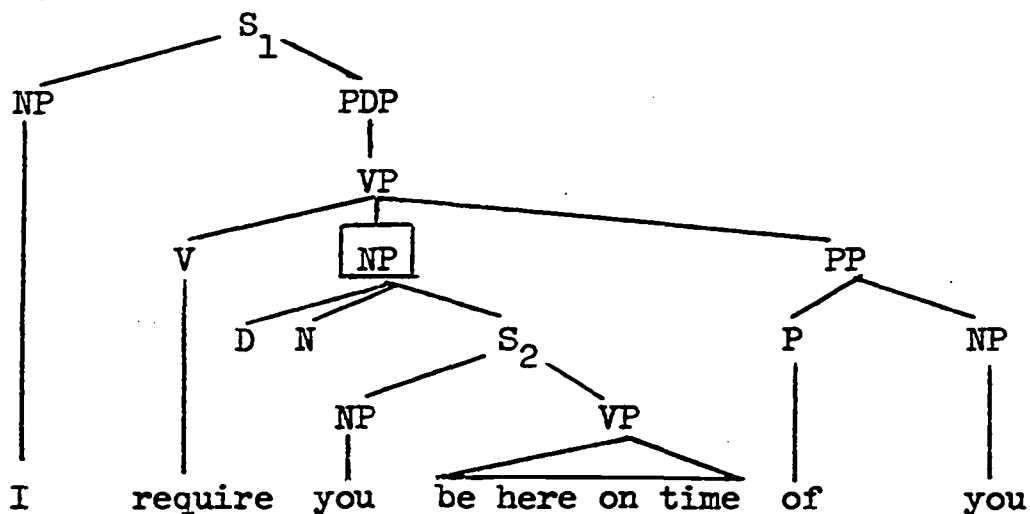 S1
NP PDP
VP
V NP PP
D N S2 P NP
NP VP
I require you be here on time of you